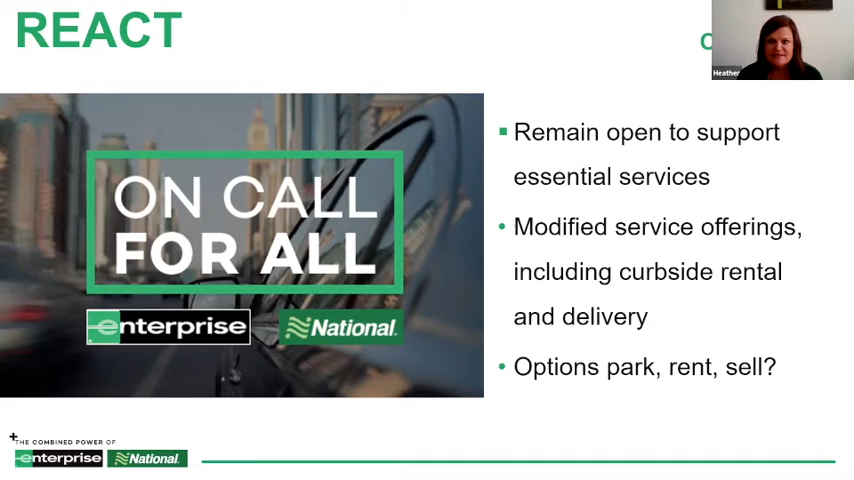 REACT
Heather
ON CALL
FOR ALL
enterprise
National
Remain open to support
essential services
Modified service offerings,
including curbside rental
and delivery
Options park, rent, sell?
THE COMBINED POWER OF
enterprise
National